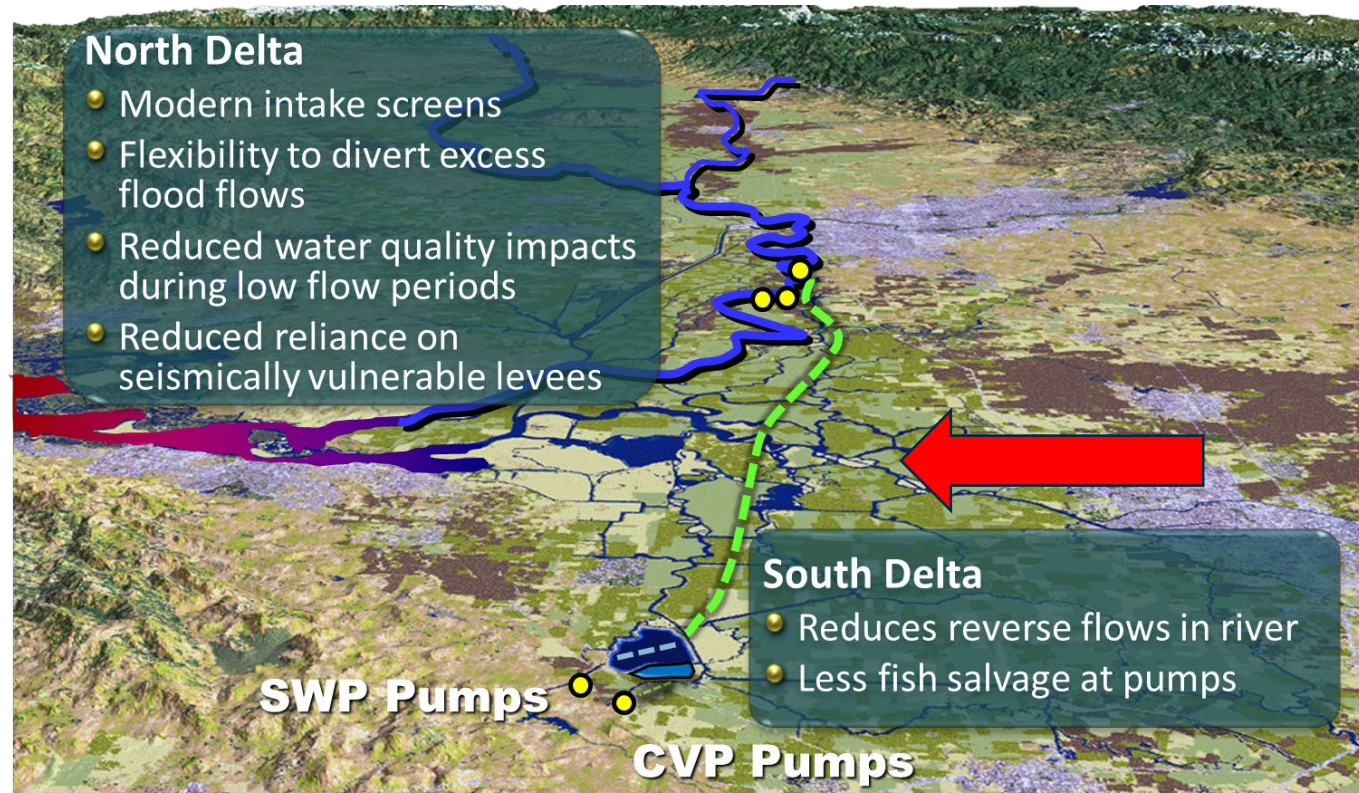 North Delta
Modern intake screens
Flexibility to divert excess
flood flows
Reduced water quality impacts
during low flow periods
Reduced reliance on
seismically vulnerable levees
South Delta
Reduces reverse flows in river
Less fish salvage at pumps
SWP Pumps
CVP Pumps